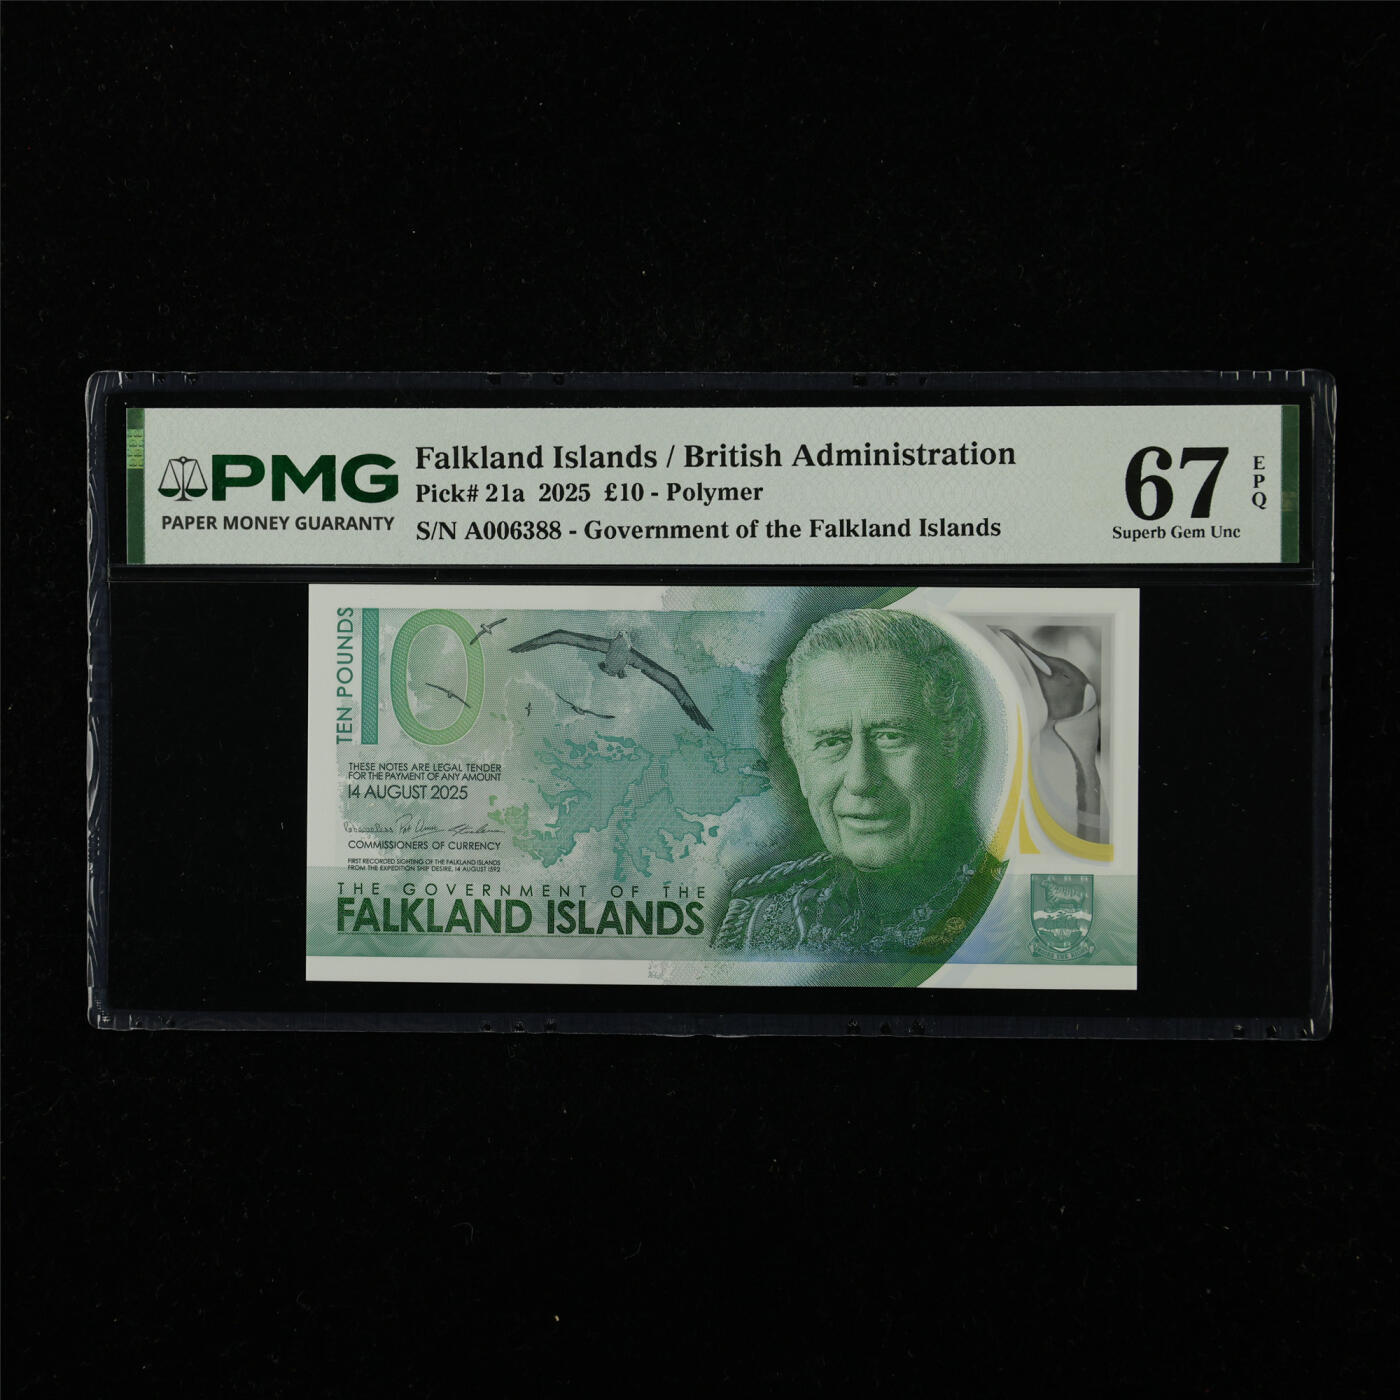 PMG
PAPER MONEY GUARANTY
Falkland Islands / British Administration
Pick# 21a 2025 £10 - Polymer
S/N A006388 - Government of the Falkland Islands
67
EPQ
Superb Gem Unc
TEN POUNDS
10
THESE NOTES ARE LEGAL TENDER
FOR THE PAYMENT OF ANY AMOUNT
14 AUGUST 2025
COMMISSIONERS OF CURRENCY
FIRST RECORDED SIGHTING OF THE FALKLAND ISLANDS
FROM THE EXPEDITION SHIP DESIRE, 14 AUGUST 1592
THE GOVERNMENT OF THE
FALKLAND ISLANDS